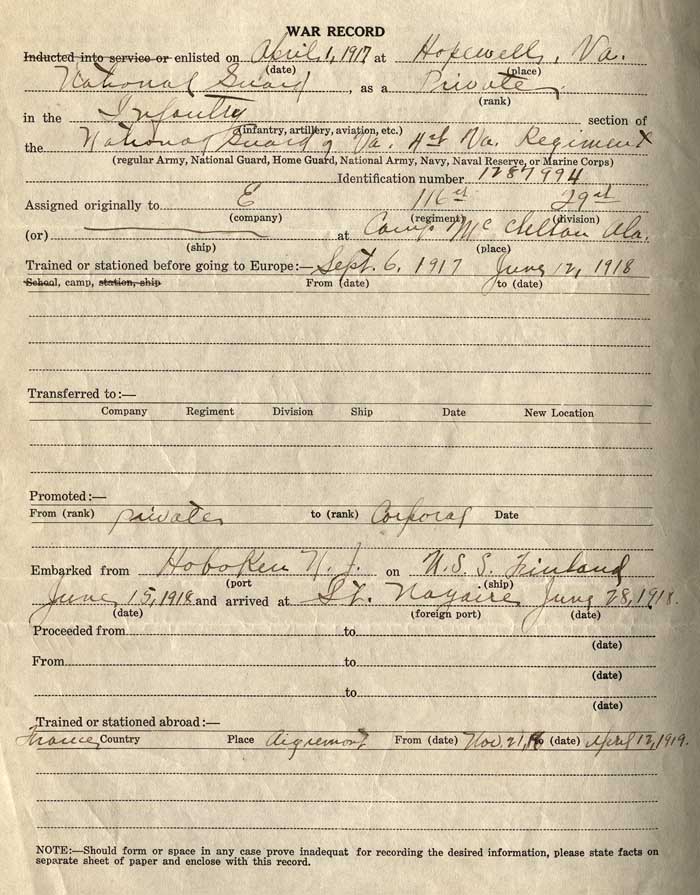 WAR RECORD
Inducted into service or enlisted on April 1, 1917 at Hopewell, Va.
(date) (place)
National Guard, as a Private
(rank)
in the Infantry section of
(infantry, artillery, aviation, etc.)
the National Guard of Va. 4st Va. Regiment
(regular Army, National Guard, Home Guard, National Army, Navy, Naval Reserve, or Marine Corps)
Identification number 1287994
Assigned originally to E 116st 29st
(company) (regiment) (division)
(or) at Camp McClellan Ala.
(ship) (place)
Trained or stationed before going to Europe:— Sept. 6, 1917 June 12, 1918
School, camp, station, ship From (date) to (date)
Transferred to:—
Company Regiment Division Ship Date New Location
Promoted:—
From (rank) private to (rank) Corporal Date
Embarked from Hoboken N. J. on U.S.S. Finland
(port (ship)
June 15, 1918 and arrived at St. Nazaire June 28, 1918.
(date) (foreign port) (date)
Proceeded from to
(date)
From to
(date)
to
(date)
Trained or stationed abroad:—
France Country Place Aigremont From (date) Nov. 21, 18 to (date) April 12, 1919.
NOTE:—Should form or space in any case prove inadequat for recording the desired information, please state facts on
separate sheet of paper and enclose with this record.